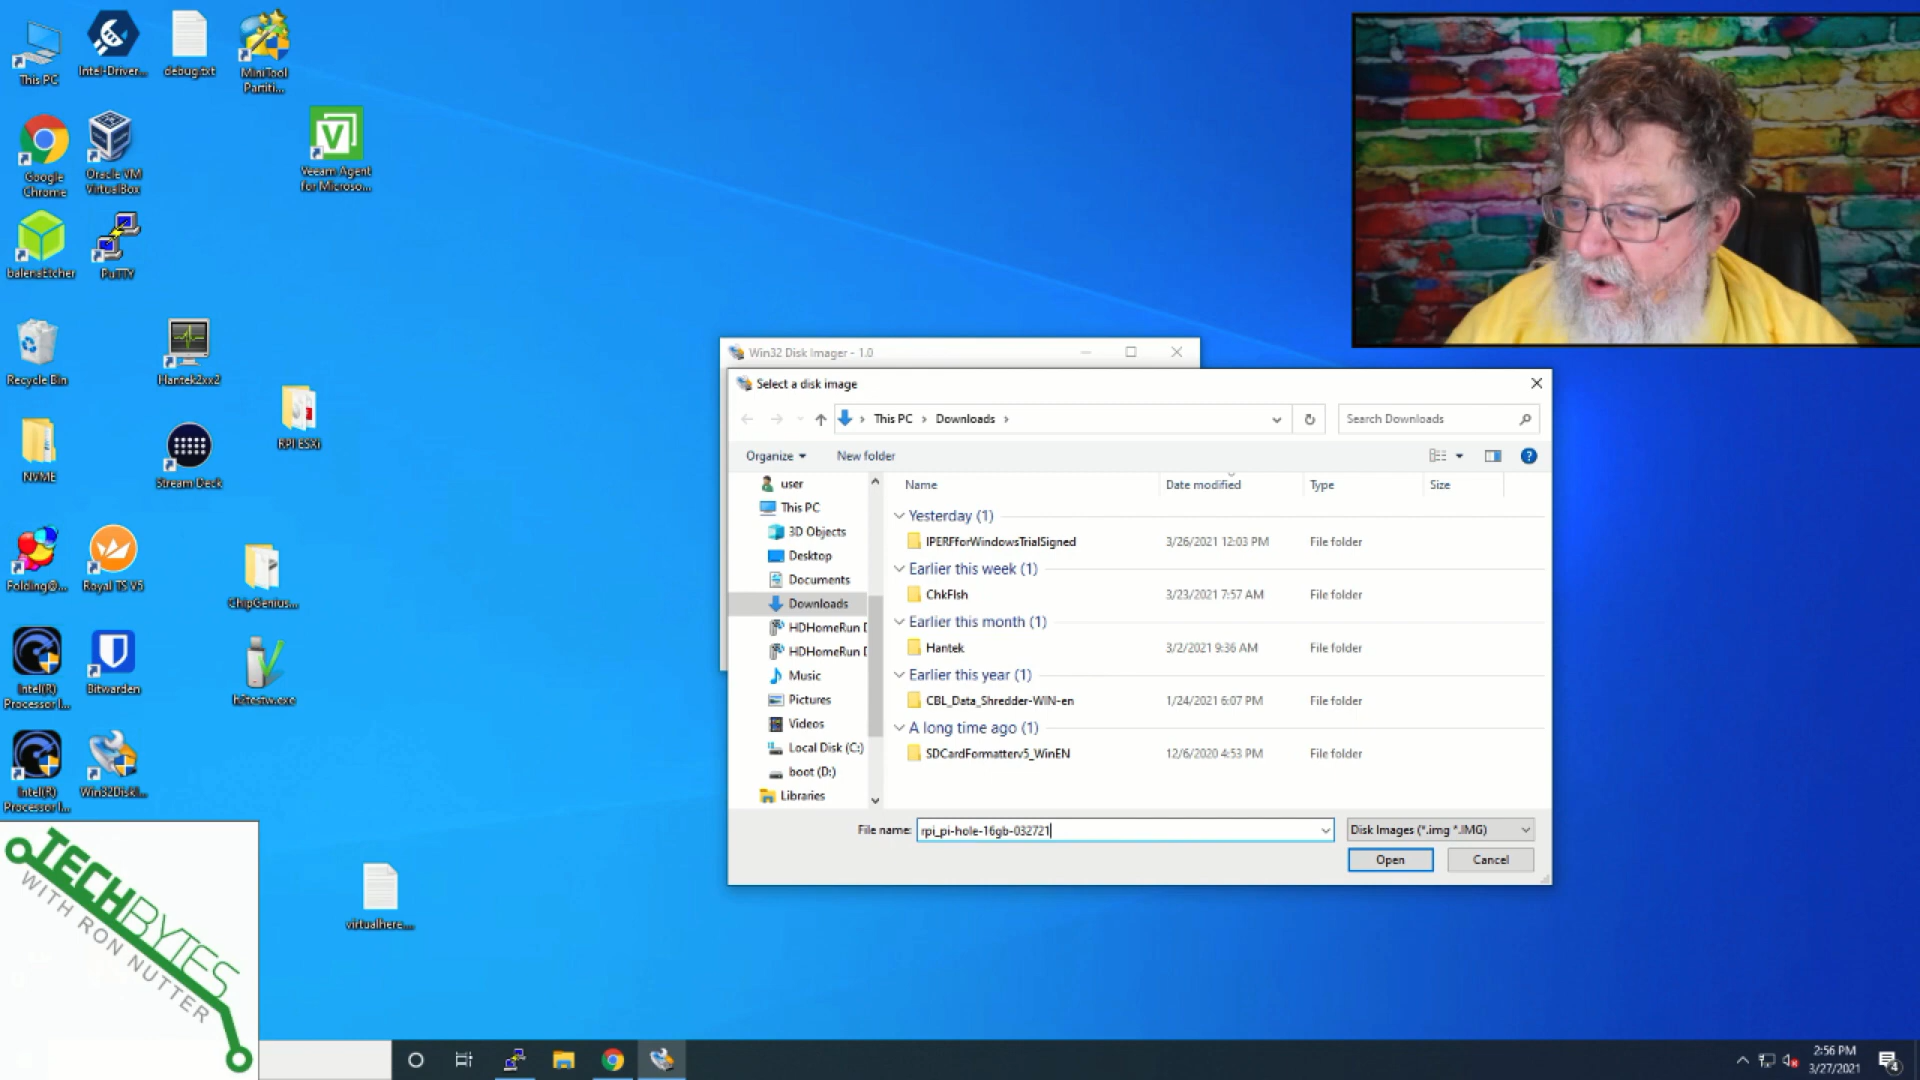 This PC
Intel-Driver...
debug.txt
MiniTool
Partiti...
Google
Chrome
Oracle VM
VirtualBox
Veeam Agent
for Microso...
balenaEtcher
PuTTY
Recycle Bin
Hantek2xx2
RPI ESXi
NVME
Stream Deck
Folding@...
Royal TS V5
ChipGenius...
Intel(R)
Processor I...
Bitwarden
h2testw.exe
Intel(R)
Processor I...
Win32DiskI...
virtualhere....
TECHBYTES
WITH RON NUTTER
Win32 Disk Imager - 1.0
Select a disk image
This PC
Downloads
Search Downloads
Organize
New folder
user
This PC
3D Objects
Desktop
Documents
Downloads
HDHomeRun D
HDHomeRun D
Music
Pictures
Videos
Local Disk (C:)
boot (D:)
Libraries
Name Date modified Type Size
Yesterday (1)
IPERFforWindowsTrialSigned 3/26/2021 12:03 PM File folder
Earlier this week (1)
ChkFlsh 3/23/2021 7:57 AM File folder
Earlier this month (1)
Hantek 3/2/2021 9:36 AM File folder
Earlier this year (1)
CBL_Data_Shredder-WIN-en 1/24/2021 6:07 PM File folder
A long time ago (1)
SDCardFormatterv5_WinEN 12/6/2020 4:53 PM File folder
File name: rpi_pi-hole-16gb-032721
Disk Images (*.img *.IMG)
Open
Cancel
2:56 PM
3/27/2021
4